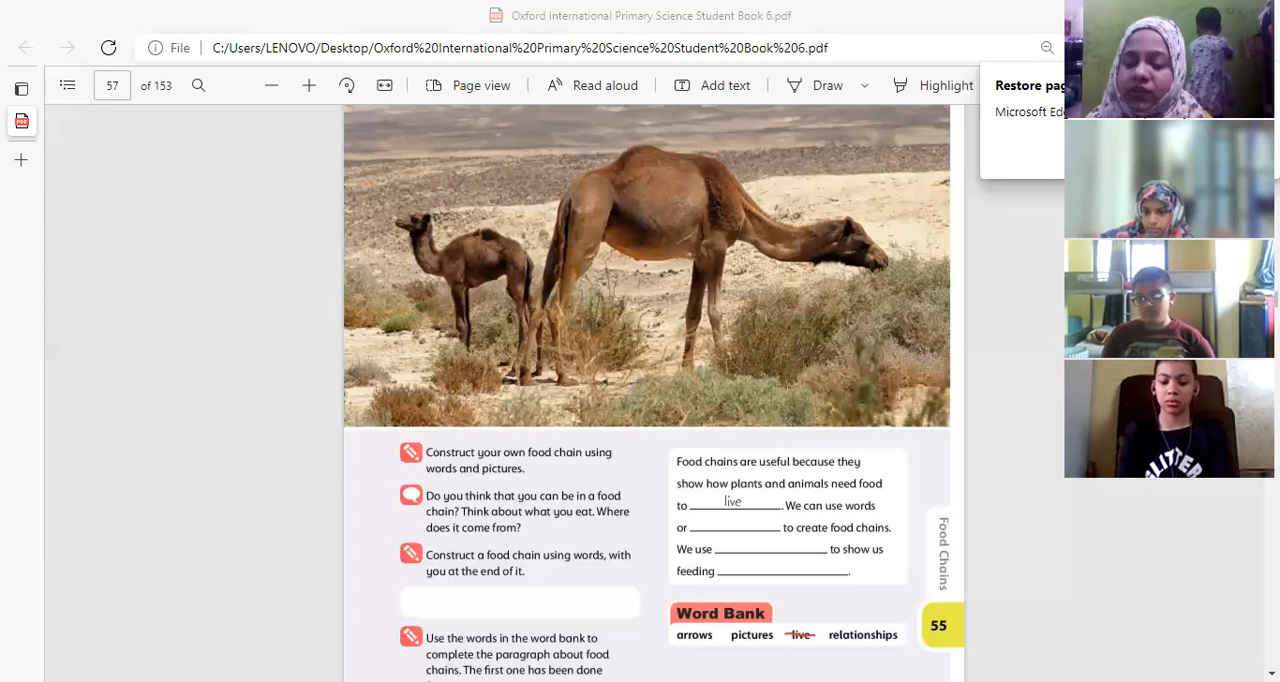 Oxford International Primary Science Student Book 6.pdf
File
C:/Users/LENOVO/Desktop/Oxford%20International%20Primary%20Science%20Student%20Book%206.pdf
57 of 153
Page view
Read aloud
Add text
Draw
Highlight
Restore pag
Microsoft Ed
Construct your own food chain using
words and pictures.
Do you think that you can be in a food
chain? Think about what you eat. Where
does it come from?
Construct a food chain using words, with
you at the end of it.
Use the words in the word bank to
complete the paragraph about food
chains. The first one has been done
Food chains are useful because they
show how plants and animals need food
to live. We can use words
or ____________ to create food chains.
We use ____________ to show us
feeding ____________.
Word Bank
arrows pictures live relationships
Food Chains
55
GLITTER